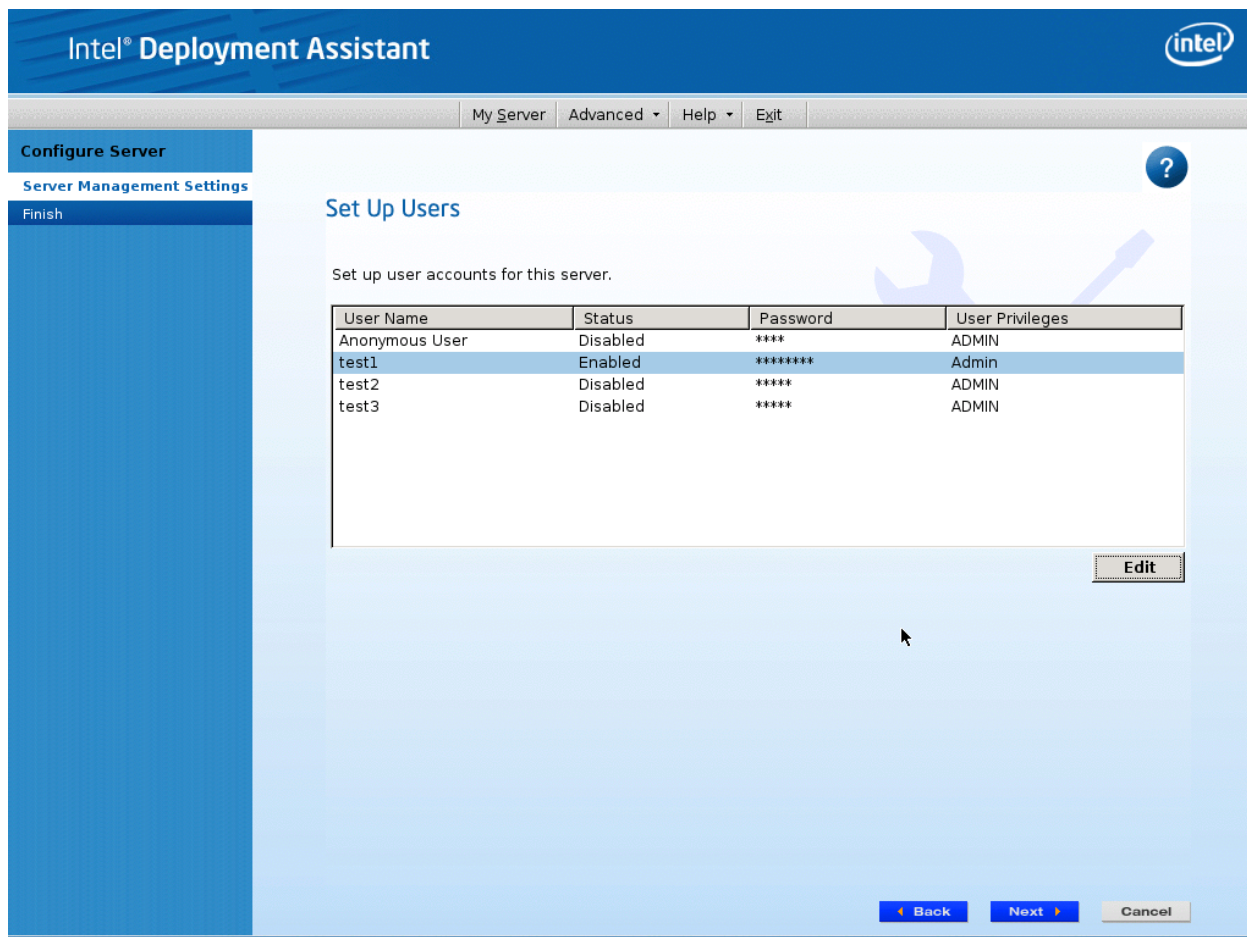 Intel® Deployment Assistant
intel
My Server Advanced Help Exit
Configure Server
Server Management Settings
Finish
?
Set Up Users
Set up user accounts for this server.
User Name Status Password User Privileges
Anonymous User Disabled **** ADMIN
test1 Enabled ******** Admin
test2 Disabled ***** ADMIN
test3 Disabled ***** ADMIN
Edit
Back Next Cancel